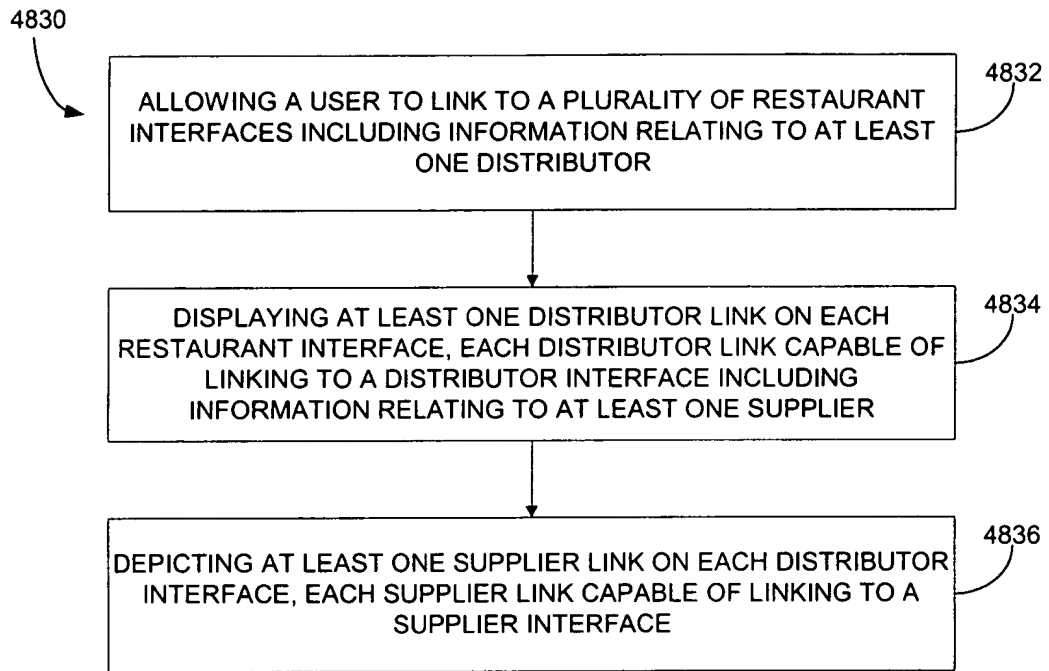 4830
4832
ALLOWING A USER TO LINK TO A PLURALITY OF RESTAURANT
INTERFACES INCLUDING INFORMATION RELATING TO AT LEAST
ONE DISTRIBUTOR
4834
DISPLAYING AT LEAST ONE DISTRIBUTOR LINK ON EACH
RESTAURANT INTERFACE, EACH DISTRIBUTOR LINK CAPABLE OF
LINKING TO A DISTRIBUTOR INTERFACE INCLUDING
INFORMATION RELATING TO AT LEAST ONE SUPPLIER
4836
DEPICTING AT LEAST ONE SUPPLIER LINK ON EACH DISTRIBUTOR
INTERFACE, EACH SUPPLIER LINK CAPABLE OF LINKING TO A
SUPPLIER INTERFACE